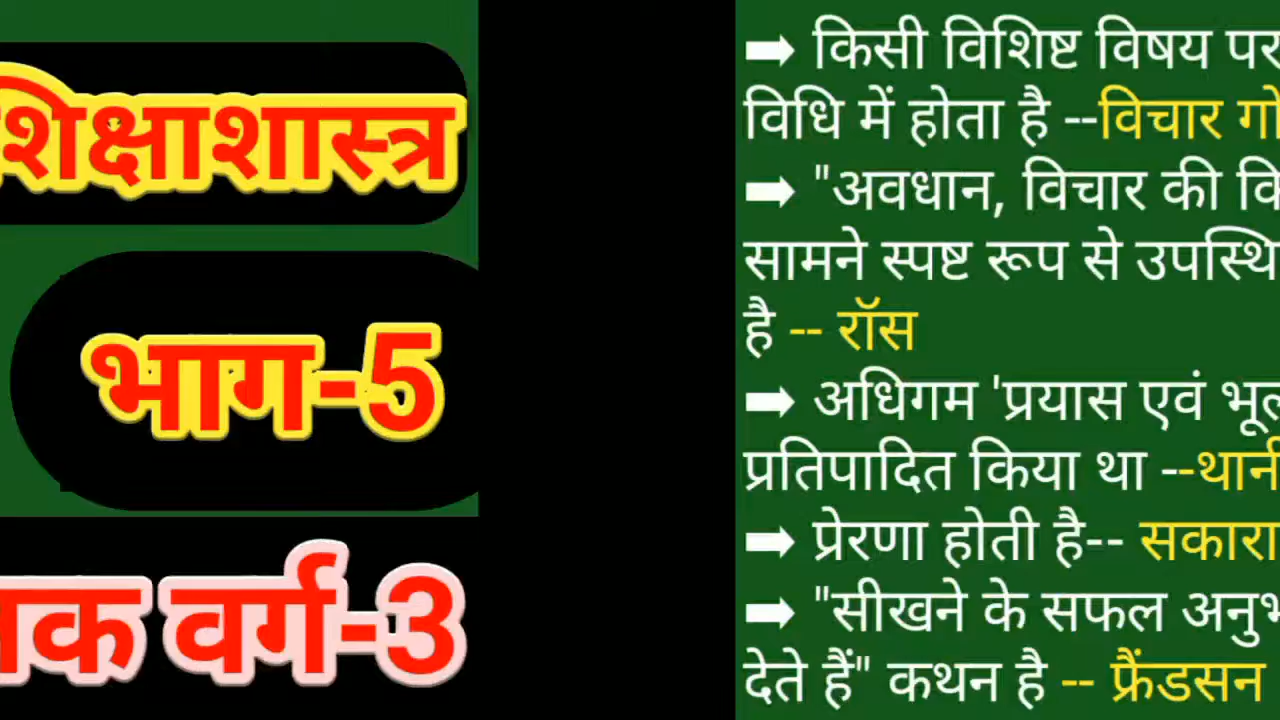 शिक्षाशास्त्र
भाग-5
वर्ग-3
➡ किसी विशिष्ट विषय पर
विधि में होता है --विचार
➡ "अवधान, विचार की
सामने स्पष्ट रूप से
है -- रॉस
➡ अधिगम 'प्रयास एवं
प्रतिपादित किया था --
➡ प्रेरणा होती है--
➡ "सीखने के सफल
देते हैं" कथन है -- फ्रैंडसन